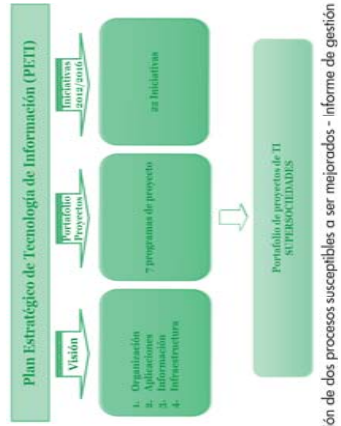 Plan Estratégico de Tecnología de Información (PETI)
Visión
Portafolio
Proyectos
Iniciativas
2012/2016
1. Organización
2. Aplicaciones
3. Información
4. Infraestructura
7 programas de proyecto
22 Iniciativas
Portafolio de proyectos de TI
SUPERSOCIEDADES
ón de dos procesos susceptibles a ser mejorados - Informe de gestión